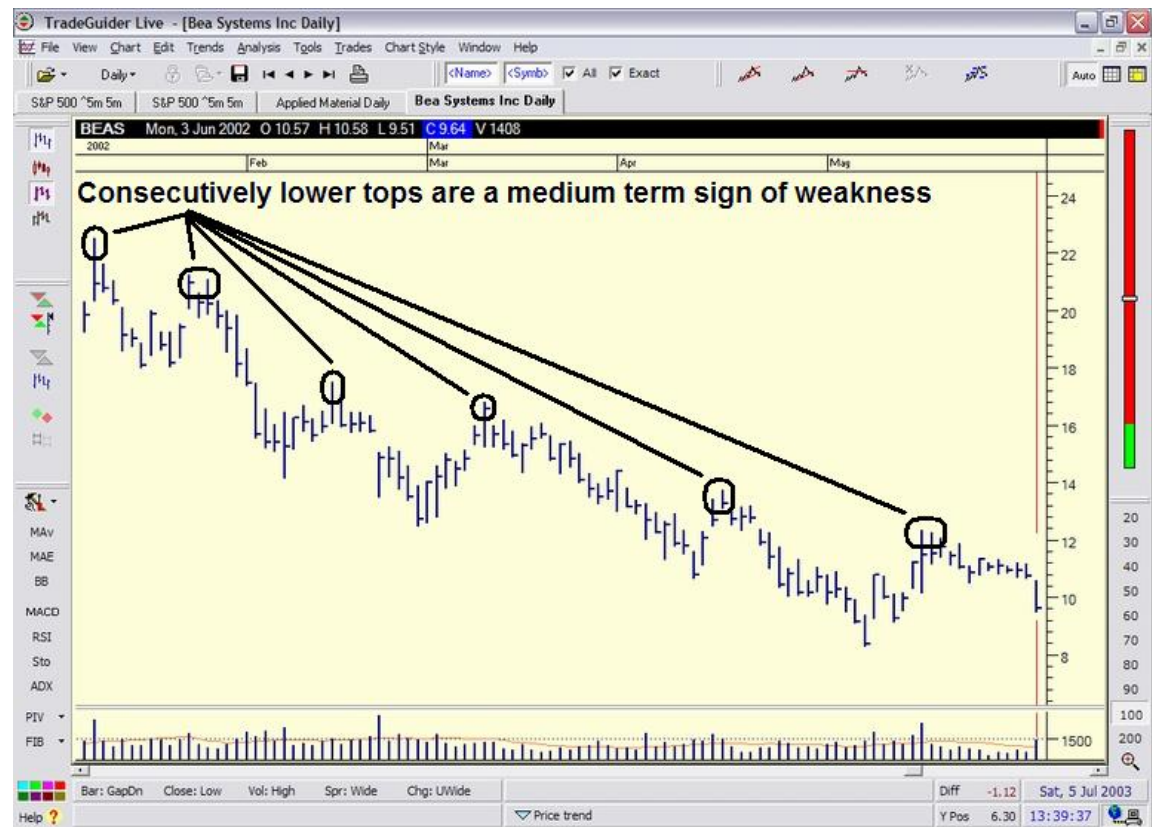 TradeGuider Live - [Bea Systems Inc Daily]
File View Chart Edit Trends Analysis Tools Trades Chart Style Window Help
Daily <Name> <Symb> All Exact Auto
S&P 500 ^5m 5m S&P 500 ^5m 5m Applied Material Daily Bea Systems Inc Daily
BEAS Mon, 3 Jun 2002 O 10.57 H 10.58 L 9.51 C 9.64 V 1408
2002 Mar
Feb Mar Apr May
Consecutively lower tops are a medium term sign of weakness
24
22
20
18
16
14
12
10
8
1500
MAv
MAE
BB
MACD
RSI
Sto
ADX
PIV
FIB
20
30
40
50
60
70
80
90
100
200
Bar: GapDn Close: Low Vol: High Spr: Wide Chg: UWide Diff -1.12 Sat, 5 Jul 2003
Help ? Price trend Y Pos 6.30 13:39:37